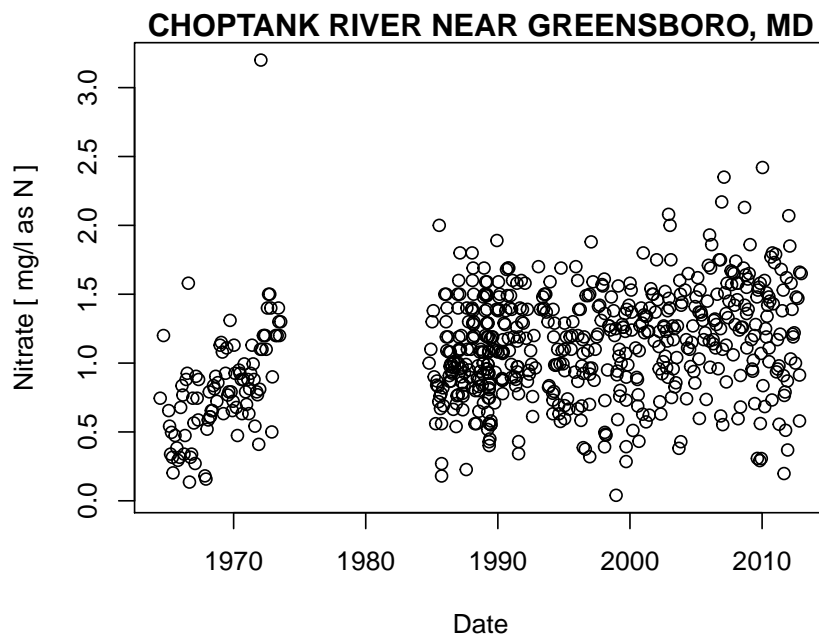 CHOPTANK RIVER NEAR GREENSBORO, MD
3.0
2.5
2.0
1.5
1.0
0.5
0.0
Nitrate [ mg/l as N ]
1970 1980 1990 2000 2010
Date